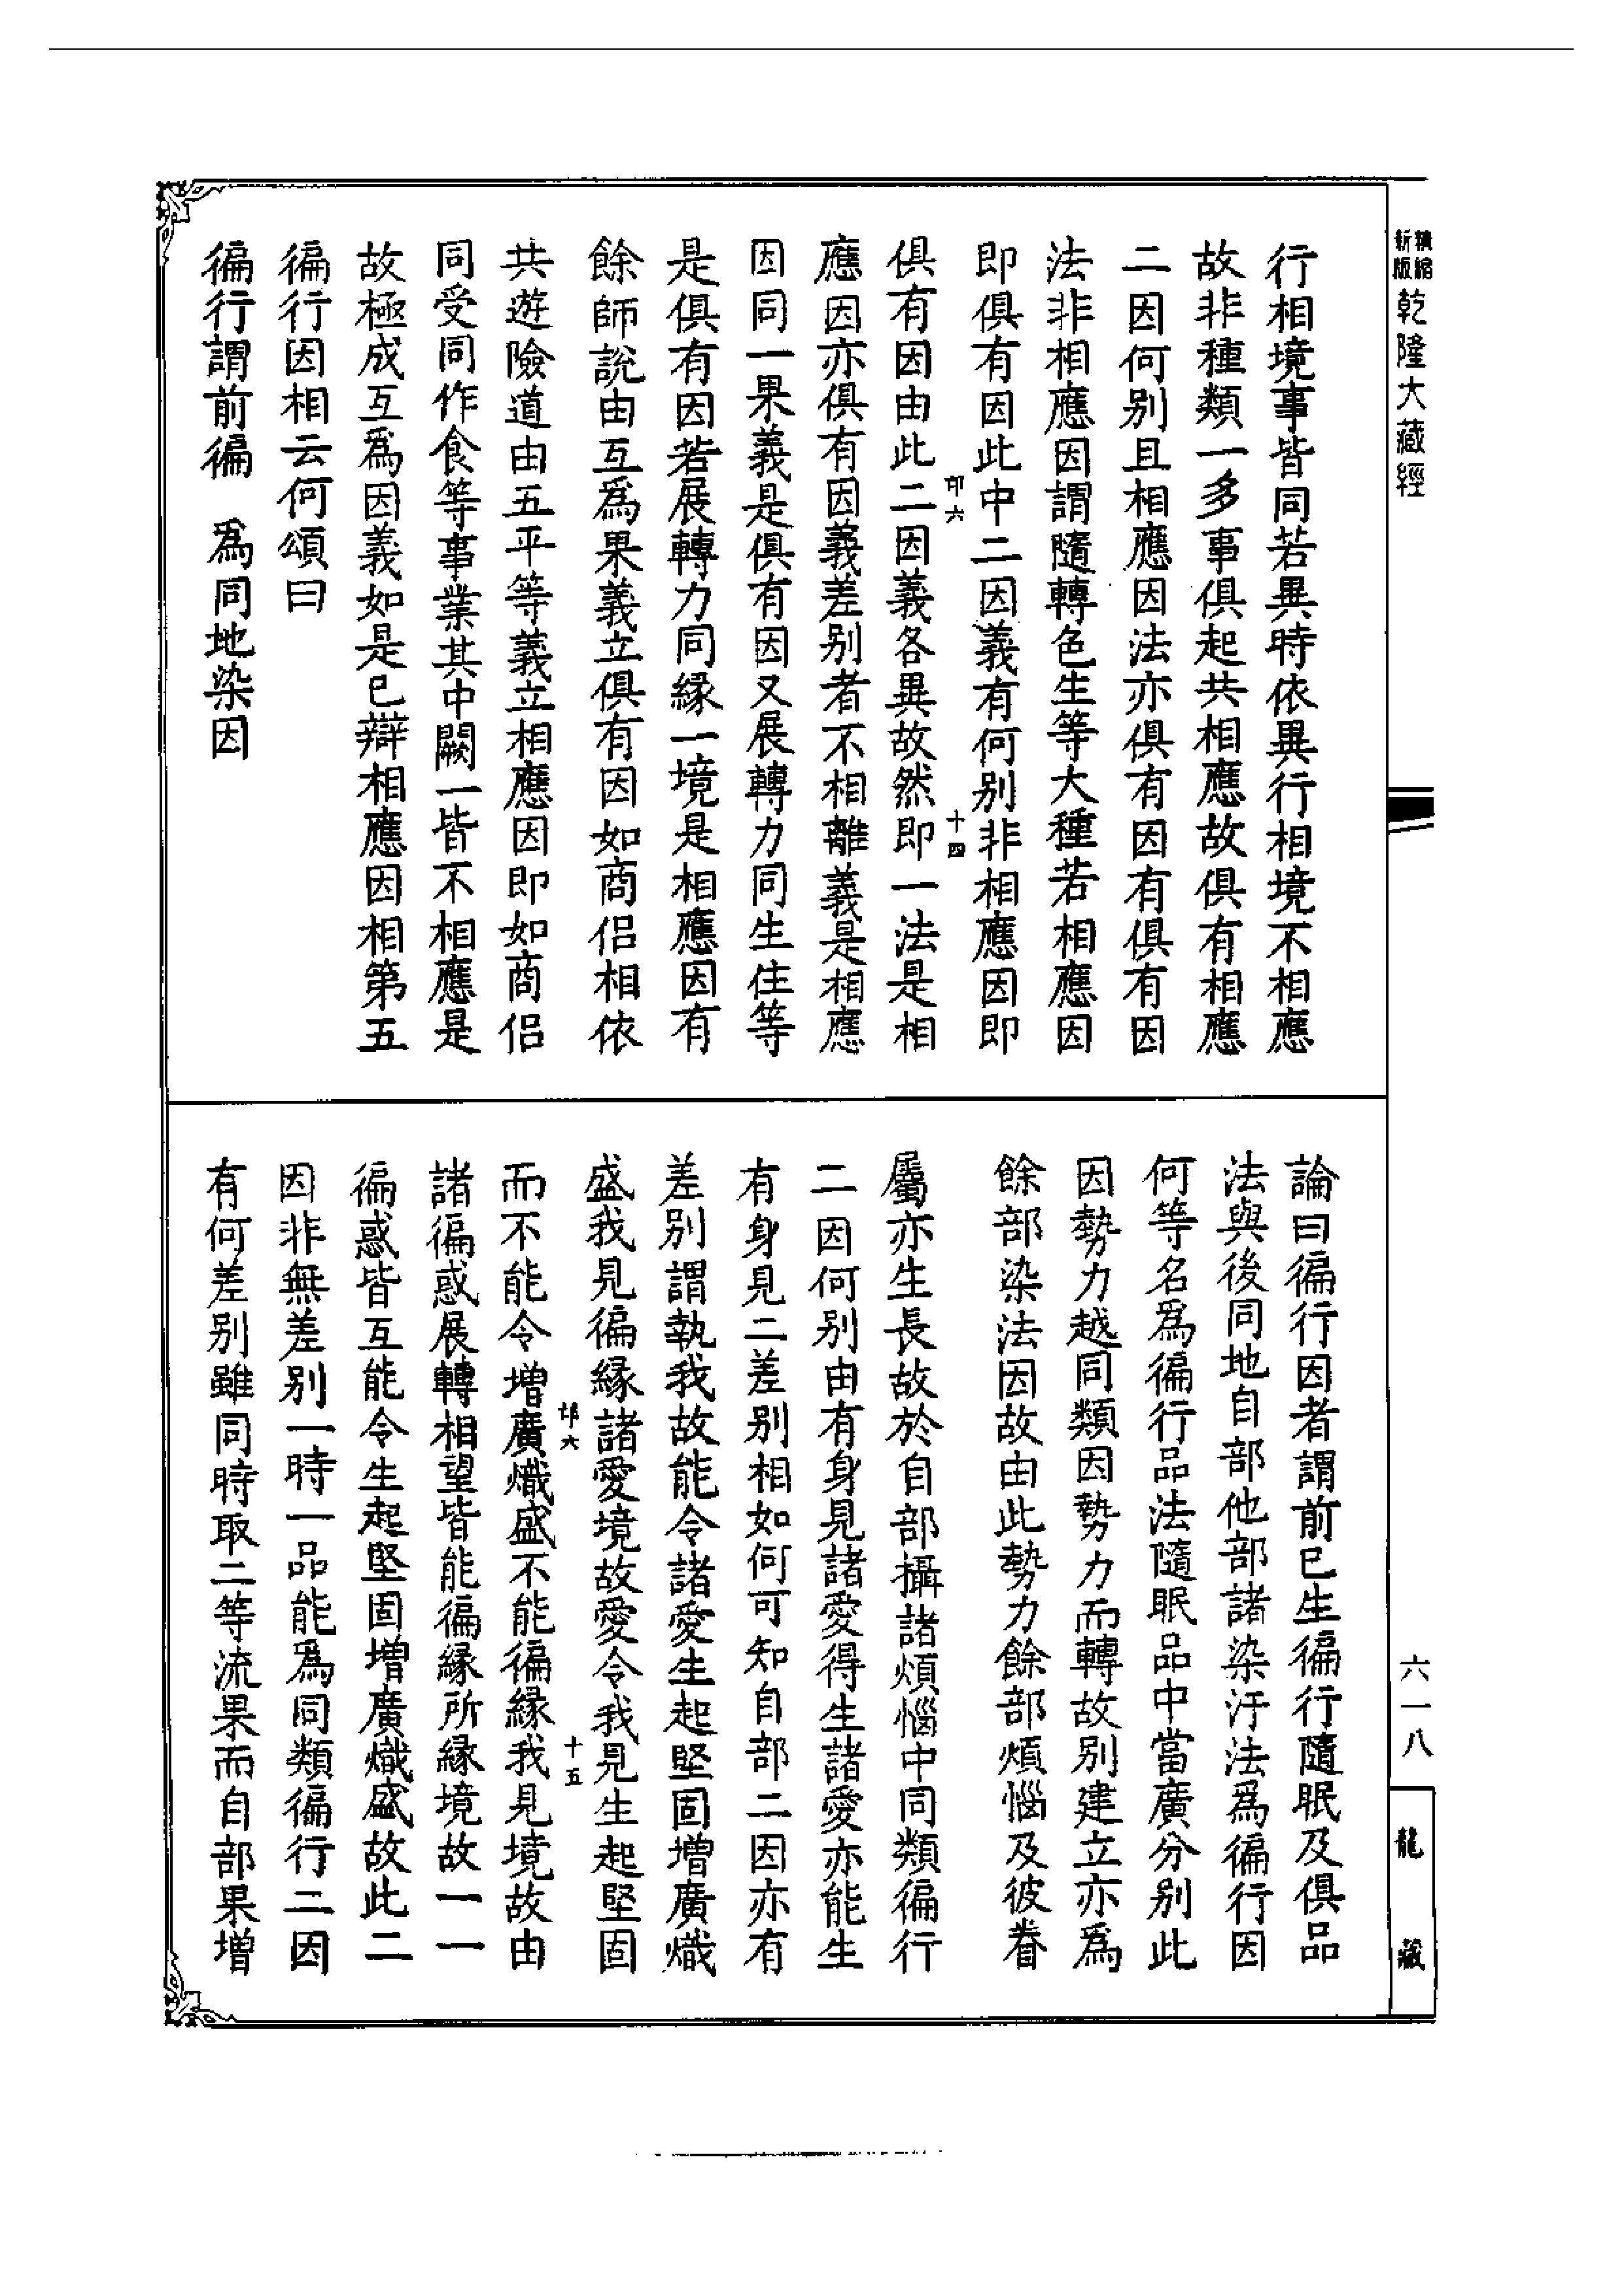 新版精縮乾隆大藏經
行相境事皆同若異時依異行相境不相應
故非種類一多事俱起共相應故俱有相應
二因何別且相應因法亦俱有因有俱有因
法非相應因謂隨轉色生等大種若相應因
即俱有因此中二因義有何別非相應因即
邙六
十四
俱有因由此二因義各異故然即一法是相
應因亦俱有因義差別者不相離義是相應
因同一果義是俱有因又展轉力同生住等
是俱有因若展轉力同緣一境是相應因有
餘師說由互爲果義立俱有因如商侶相依
共遊險道由五平等義立相應因即如商侶
同受同作食等事業其中闕一皆不相應是
故極成互爲因義如是已辯相應因相第五
徧行因相云何頌曰
徧行謂前徧　爲同地染因
論曰徧行因者謂前已生徧行隨眠及俱品
法與後同地自部他部諸染汙法爲徧行因
何等名爲徧行品法隨眠品中當廣分別此
因勢力越同類因勢力而轉故別建立亦爲
餘部染法因故由此勢力餘部煩惱及彼眷
屬亦生長故於自部攝諸煩惱中同類徧行
二因何別由有身見諸愛得生諸愛亦能生
有身見二差別相如何可知自部二因亦有
差別謂執我故能令諸愛生起堅固增廣熾
盛我見徧緣諸愛境故愛令我見生起堅固
邙六
十五
而不能令增廣熾盛不能徧緣我見境故由
諸徧惑展轉相望皆能徧緣所緣境故一一
徧惑皆互能令生起堅固增廣熾盛故此二
因非無差別一時一品能爲同類徧行二因
有何差別雖同時取二等流果而自部果增
六一八
龍藏